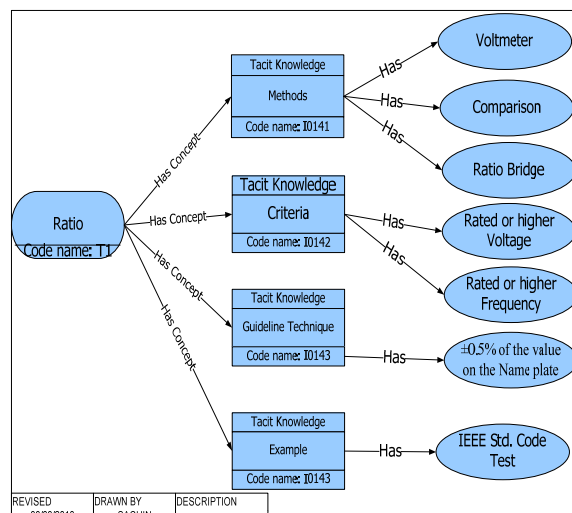 Ratio
Code name: T1
Has Concept
Has Concept
Has Concept
Has Concept
Tacit Knowledge
Methods
Code name: I0141
Has
Has
Has
Voltmeter
Comparison
Ratio Bridge
Tacit Knowledge
Criteria
Code name: I0142
Has
Has
Rated or higher
Voltage
Rated or higher
Frequency
Tacit Knowledge
Guideline Technique
Code name: I0143
Has
±0.5% of the value
on the Name plate
Tacit Knowledge
Example
Code name: I0143
Has
IEEE Std. Code
Test
REVISED
DRAWN BY
DESCRIPTION